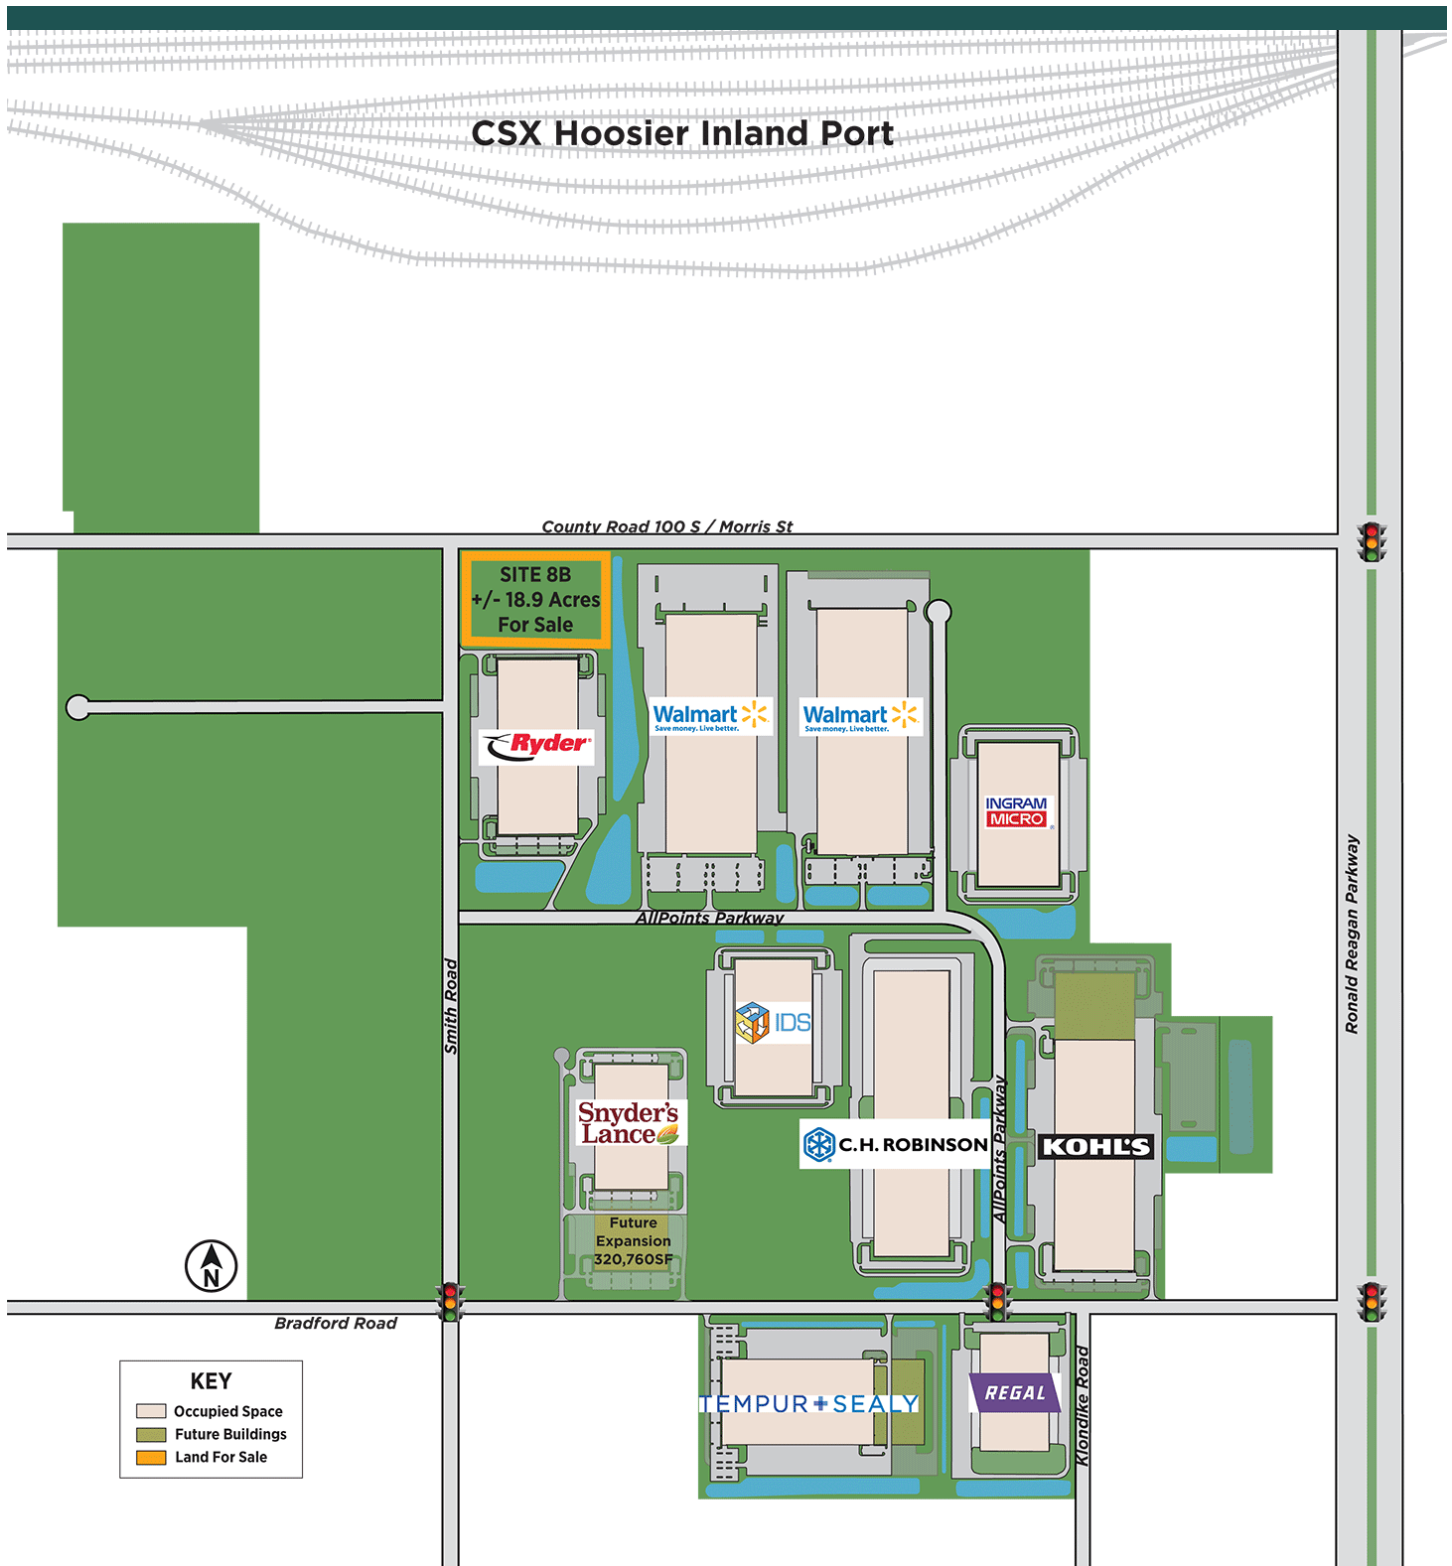 CSX Hoosier Inland Port
County Road 100 S / Morris St
SITE 8B
+/- 18.9 Acres
For Sale
Walmart
Save money. Live better.
Walmart
Save money. Live better.
Ryder
INGRAM
MICRO
Ronald Reagan Parkway
AllPoints Parkway
Smith Road
IDS
AllPoints Parkway
Snyder's
Lance
C.H. ROBINSON
KOHL'S
Future
Expansion
320,760SF
N
Bradford Road
KEY
Occupied Space
Future Buildings
Land For Sale
TEMPUR+SEALY
REGAL
Klondike Road